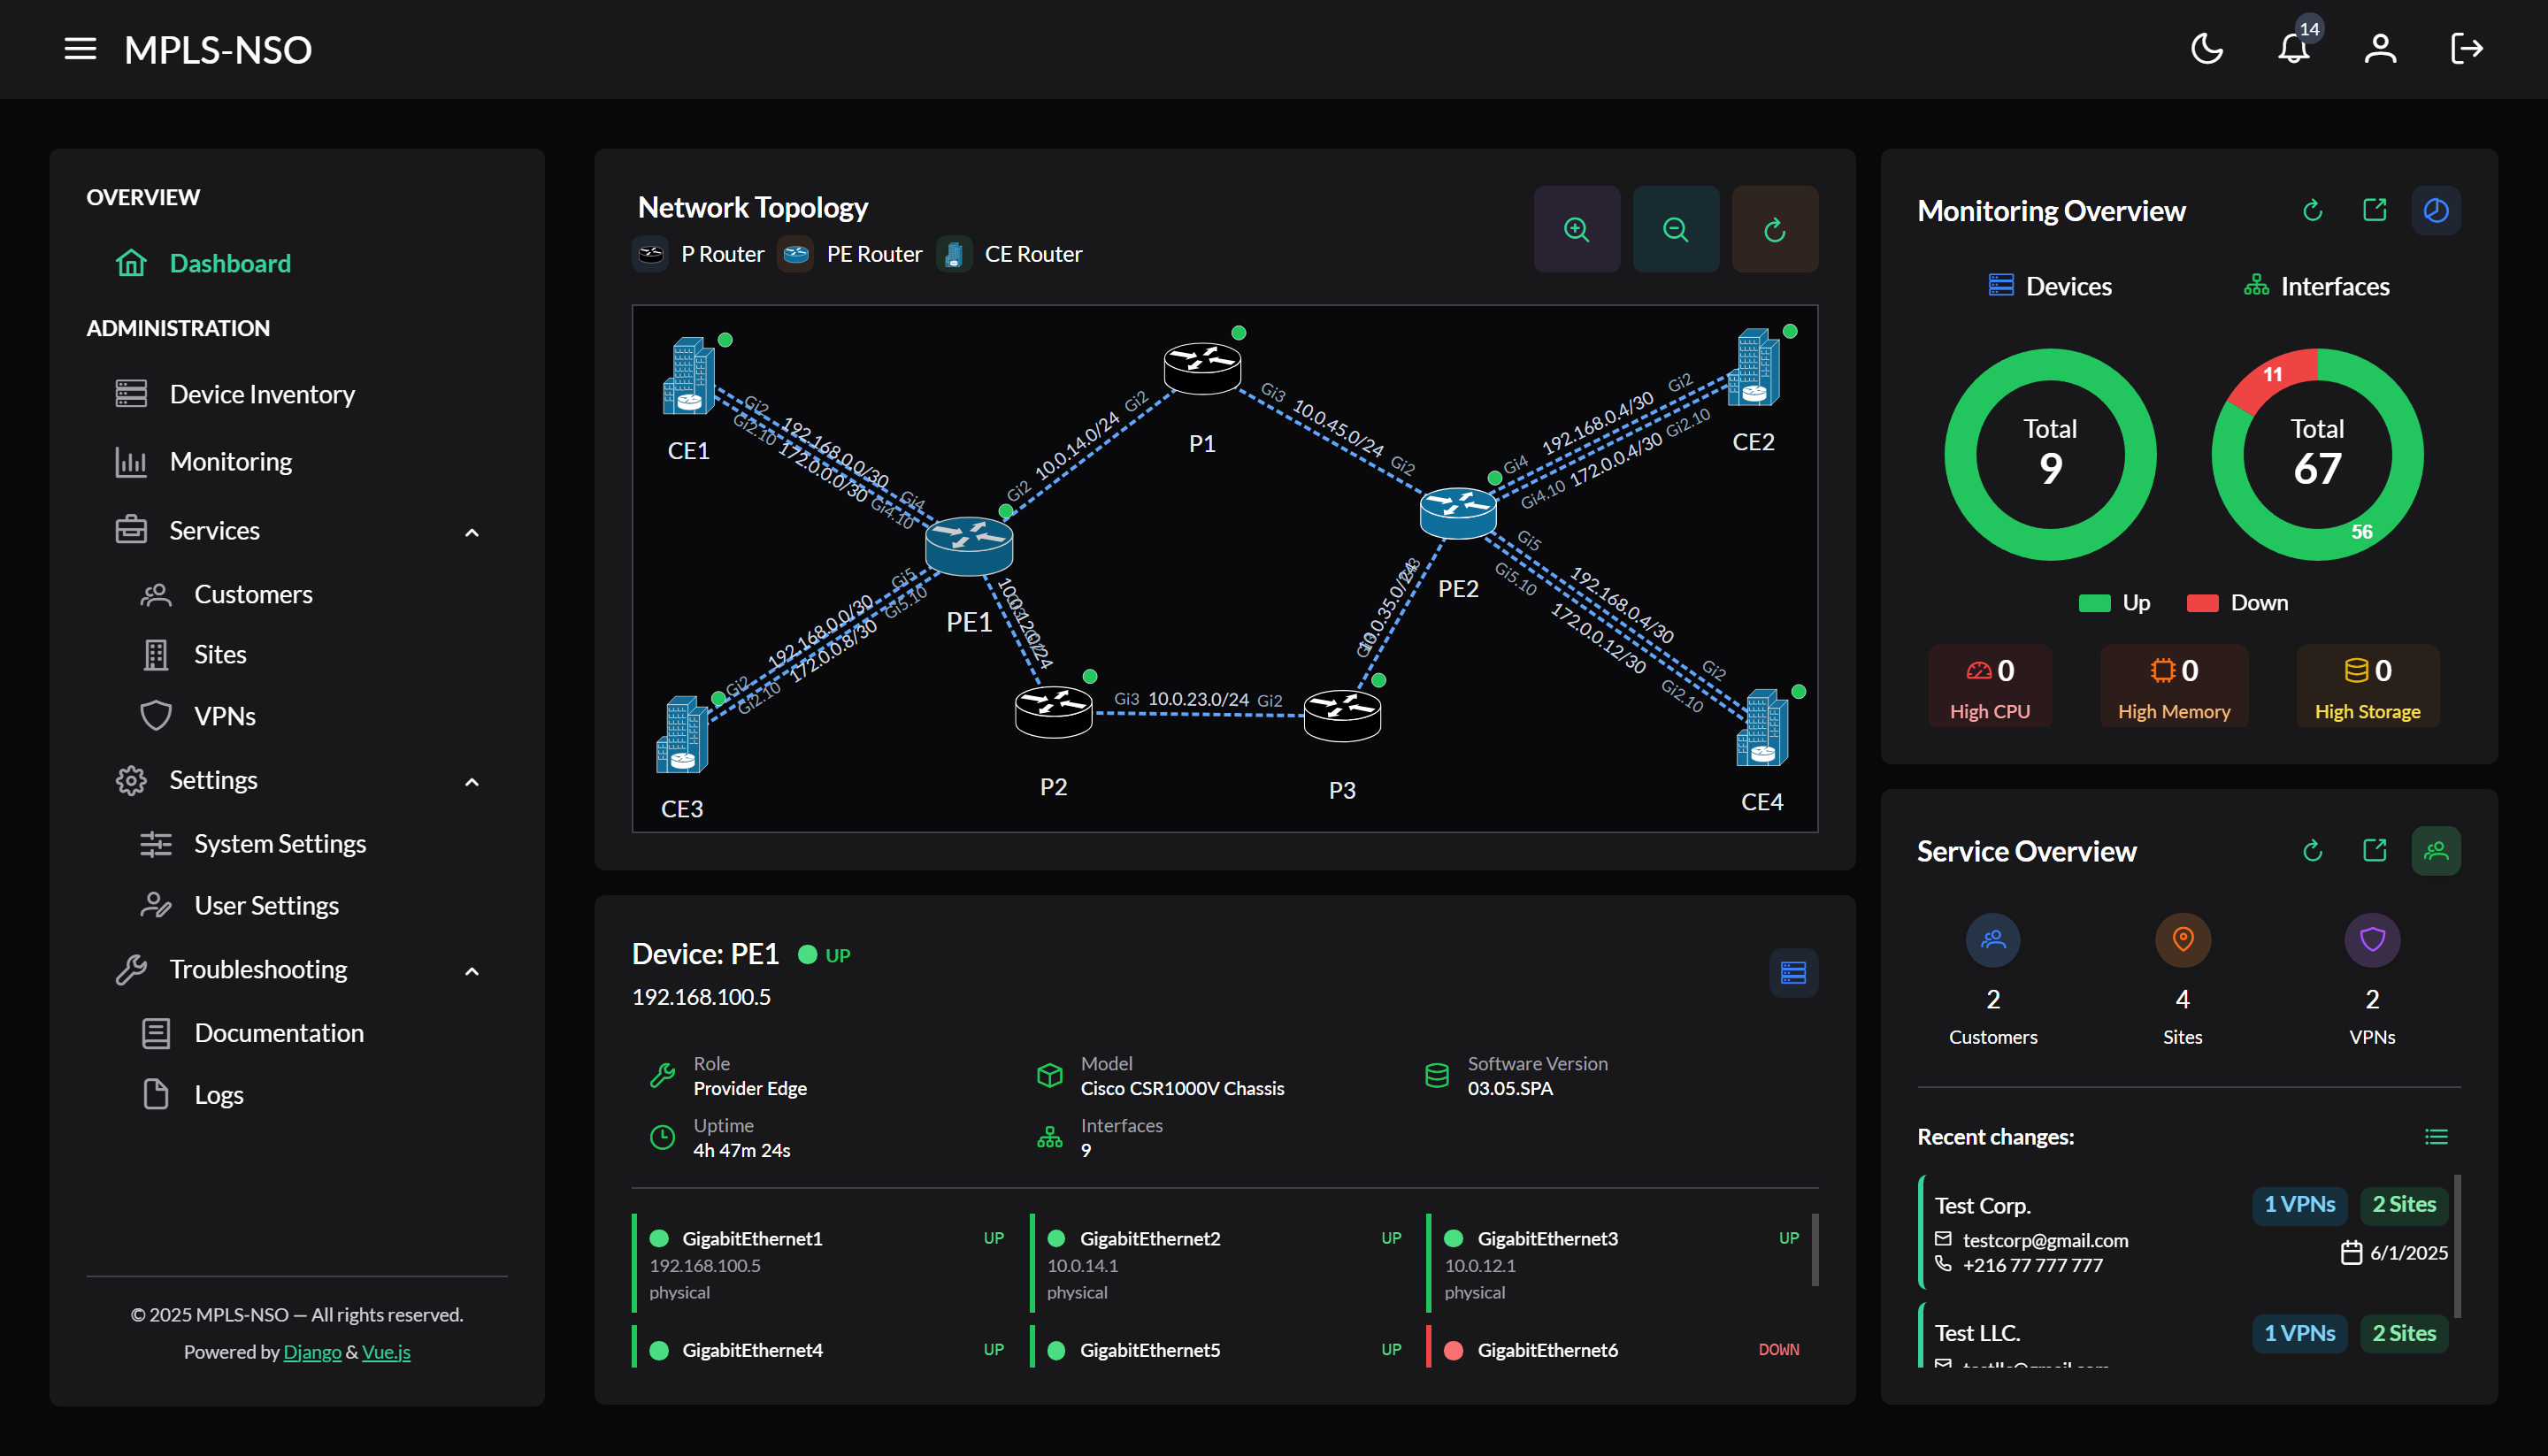 MPLS-NSO
14
OVERVIEW
Dashboard
ADMINISTRATION
Device Inventory
Monitoring
Services
Customers
Sites
VPNs
Settings
System Settings
User Settings
Troubleshooting
Documentation
Logs
© 2025 MPLS-NSO — All rights reserved.
Powered by Django & Vue.js
Network Topology
P Router
PE Router
CE Router
CE1
Gi2 192.168.0.0/30 Gi4
Gi2.10 172.0.0.0/30 Gi4.10
P1
Gi2 10.0.14.0/24 Gi2
Gi3 10.0.45.0/24 Gi2
CE2
Gi4 192.168.0.4/30 Gi2
Gi4.10 172.0.0.4/30 Gi2.10
PE1
PE2
Gi2 192.168.0.0/30 Gi5
Gi2.10 172.0.0.8/30 Gi5.10
10.0.12.0/24
10.0.35.0/24
Gi5 192.168.0.4/30 Gi2
Gi5.10 172.0.0.12/30 Gi2.10
Gi3 10.0.23.0/24 Gi2
CE3
P2
P3
CE4
Device: PE1 UP
192.168.100.5
Role
Provider Edge
Model
Cisco CSR1000V Chassis
Software Version
03.05.SPA
Uptime
4h 47m 24s
Interfaces
9
GigabitEthernet1 UP
192.168.100.5
physical
GigabitEthernet2 UP
10.0.14.1
physical
GigabitEthernet3 UP
10.0.12.1
physical
GigabitEthernet4 UP
GigabitEthernet5 UP
GigabitEthernet6 DOWN
Monitoring Overview
Devices
Interfaces
Total
9
11
Total
67
56
Up
Down
0
High CPU
0
High Memory
0
High Storage
Service Overview
2
Customers
4
Sites
2
VPNs
Recent changes:
Test Corp. 1 VPNs 2 Sites
testcorp@gmail.com
+216 77 777 777
6/1/2025
Test LLC. 1 VPNs 2 Sites